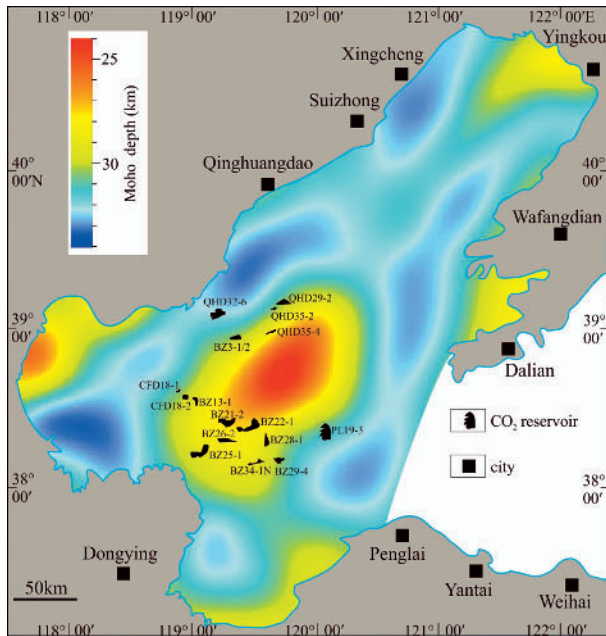 118°00′ 119°00′ 120°00′ 121°00′ 122°00′E
Yingkou
Xingcheng
Suizhong
Moho depth (km)
25
30
40°
00′N
40°
00′
Qinghuangdao
Wafangdian
QHD32-6
QHD29-2
QHD35-2
QHD35-4
39°
00′
39°
00′
BZ3-1/2
Dalian
CFD18-1
CFD18-2
BZ13-1
BZ21-2
BZ22-1
PL19-3
CO₂ reservoir
BZ26-2
BZ28-1
BZ25-1
BZ34-1N
BZ29-4
city
38°
00′
38°
00′
Dongying
Penglai
Yantai
Weihai
50km
118°00′ 119°00′ 120°00′ 121°00′ 122°00′